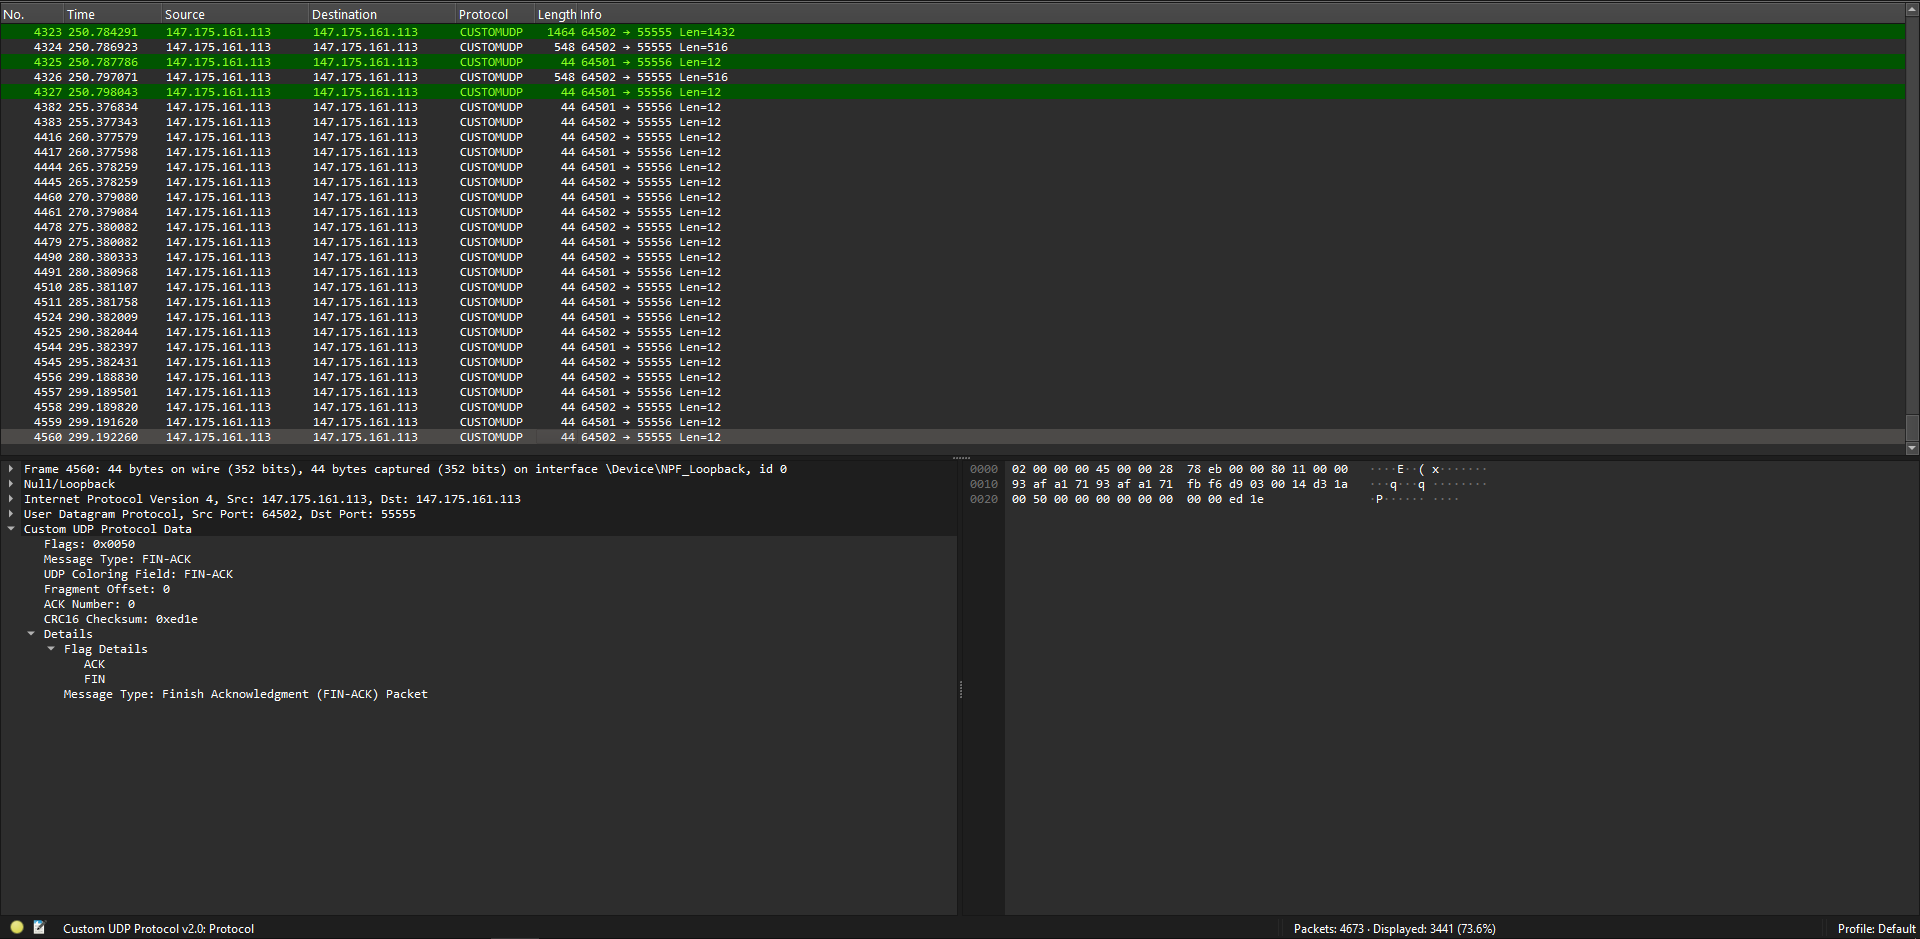 No. Time Source Destination Protocol Length Info
4323 250.784291 147.175.161.113 147.175.161.113 CUSTOMUDP 1464 64502 → 55555 Len=1432
4324 250.786923 147.175.161.113 147.175.161.113 CUSTOMUDP 548 64502 → 55555 Len=516
4325 250.787786 147.175.161.113 147.175.161.113 CUSTOMUDP 44 64501 → 55556 Len=12
4326 250.797071 147.175.161.113 147.175.161.113 CUSTOMUDP 548 64502 → 55555 Len=516
4327 250.798043 147.175.161.113 147.175.161.113 CUSTOMUDP 44 64501 → 55556 Len=12
4382 255.376834 147.175.161.113 147.175.161.113 CUSTOMUDP 44 64501 → 55556 Len=12
4383 255.377343 147.175.161.113 147.175.161.113 CUSTOMUDP 44 64502 → 55555 Len=12
4416 260.377579 147.175.161.113 147.175.161.113 CUSTOMUDP 44 64502 → 55555 Len=12
4417 260.377598 147.175.161.113 147.175.161.113 CUSTOMUDP 44 64501 → 55556 Len=12
4444 265.378259 147.175.161.113 147.175.161.113 CUSTOMUDP 44 64501 → 55556 Len=12
4445 265.378259 147.175.161.113 147.175.161.113 CUSTOMUDP 44 64502 → 55555 Len=12
4460 270.379080 147.175.161.113 147.175.161.113 CUSTOMUDP 44 64501 → 55556 Len=12
4461 270.379084 147.175.161.113 147.175.161.113 CUSTOMUDP 44 64502 → 55555 Len=12
4478 275.380082 147.175.161.113 147.175.161.113 CUSTOMUDP 44 64502 → 55555 Len=12
4479 275.380082 147.175.161.113 147.175.161.113 CUSTOMUDP 44 64501 → 55556 Len=12
4490 280.380333 147.175.161.113 147.175.161.113 CUSTOMUDP 44 64502 → 55555 Len=12
4491 280.380968 147.175.161.113 147.175.161.113 CUSTOMUDP 44 64501 → 55556 Len=12
4510 285.381107 147.175.161.113 147.175.161.113 CUSTOMUDP 44 64502 → 55555 Len=12
4511 285.381758 147.175.161.113 147.175.161.113 CUSTOMUDP 44 64501 → 55556 Len=12
4524 290.382009 147.175.161.113 147.175.161.113 CUSTOMUDP 44 64501 → 55556 Len=12
4525 290.382044 147.175.161.113 147.175.161.113 CUSTOMUDP 44 64502 → 55555 Len=12
4544 295.382397 147.175.161.113 147.175.161.113 CUSTOMUDP 44 64501 → 55556 Len=12
4545 295.382431 147.175.161.113 147.175.161.113 CUSTOMUDP 44 64502 → 55555 Len=12
4556 299.188830 147.175.161.113 147.175.161.113 CUSTOMUDP 44 64502 → 55555 Len=12
4557 299.189501 147.175.161.113 147.175.161.113 CUSTOMUDP 44 64501 → 55556 Len=12
4558 299.189820 147.175.161.113 147.175.161.113 CUSTOMUDP 44 64502 → 55555 Len=12
4559 299.191620 147.175.161.113 147.175.161.113 CUSTOMUDP 44 64501 → 55556 Len=12
4560 299.192260 147.175.161.113 147.175.161.113 CUSTOMUDP 44 64502 → 55555 Len=12
Frame 4560: 44 bytes on wire (352 bits), 44 bytes captured (352 bits) on interface \Device\NPF_Loopback, id 0
Null/Loopback
Internet Protocol Version 4, Src: 147.175.161.113, Dst: 147.175.161.113
User Datagram Protocol, Src Port: 64502, Dst Port: 55555
Custom UDP Protocol Data
Flags: 0x0050
Message Type: FIN-ACK
UDP Coloring Field: FIN-ACK
Fragment Offset: 0
ACK Number: 0
CRC16 Checksum: 0xed1e
Details
Flag Details
ACK
FIN
Message Type: Finish Acknowledgment (FIN-ACK) Packet
0000 02 00 00 00 45 00 00 28 78 eb 00 00 80 11 00 00 ····E··( x·······
0010 93 af a1 71 93 af a1 71 fb f6 d9 03 00 14 d3 1a ···q···q ········
0020 00 50 00 00 00 00 00 00 00 00 ed 1e ·P······ ····
Custom UDP Protocol v2.0: Protocol
Packets: 4673 · Displayed: 3441 (73.6%)
Profile: Default